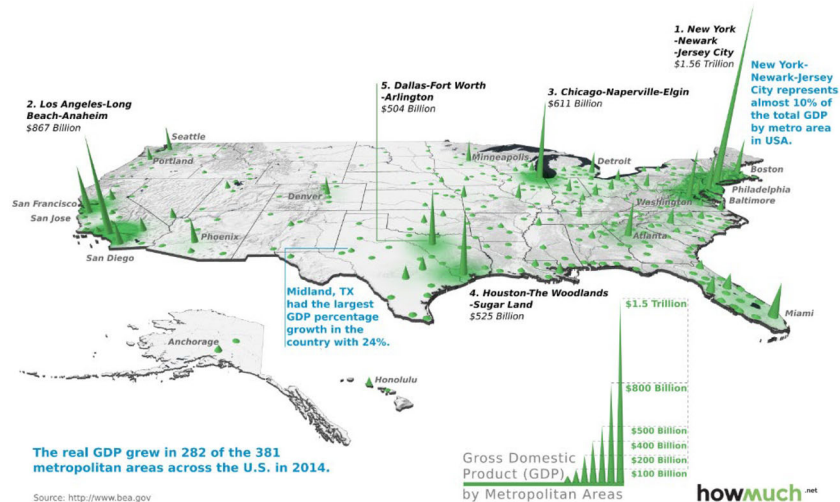 1. New York
-Newark
-Jersey City
$1.56 Trillion
New York-
Newark-Jersey
City represents
almost 10% of
the total GDP
by metro area
in USA.
5. Dallas-Fort Worth
-Arlington
$504 Billion
3. Chicago-Naperville-Elgin
$611 Billion
2. Los Angeles-Long
Beach-Anaheim
$867 Billion
Seattle
Portland
Minneapolis
Detroit
Boston
Philadelphia
Baltimore
Washington
Denver
San Francisco
San Jose
Phoenix
Atlanta
San Diego
Midland, TX
had the largest
GDP percentage
growth in the
country with 24%.
4. Houston-The Woodlands
-Sugar Land
$525 Billion
Miami
Anchorage
Honolulu
$1.5 Trillion
$800 Billion
$500 Billion
$400 Billion
$200 Billion
$100 Billion
Gross Domestic
Product (GDP)
by Metropolitan Areas
The real GDP grew in 282 of the 381
metropolitan areas across the U.S. in 2014.
Source: http://www.bea.gov
howmuch.net